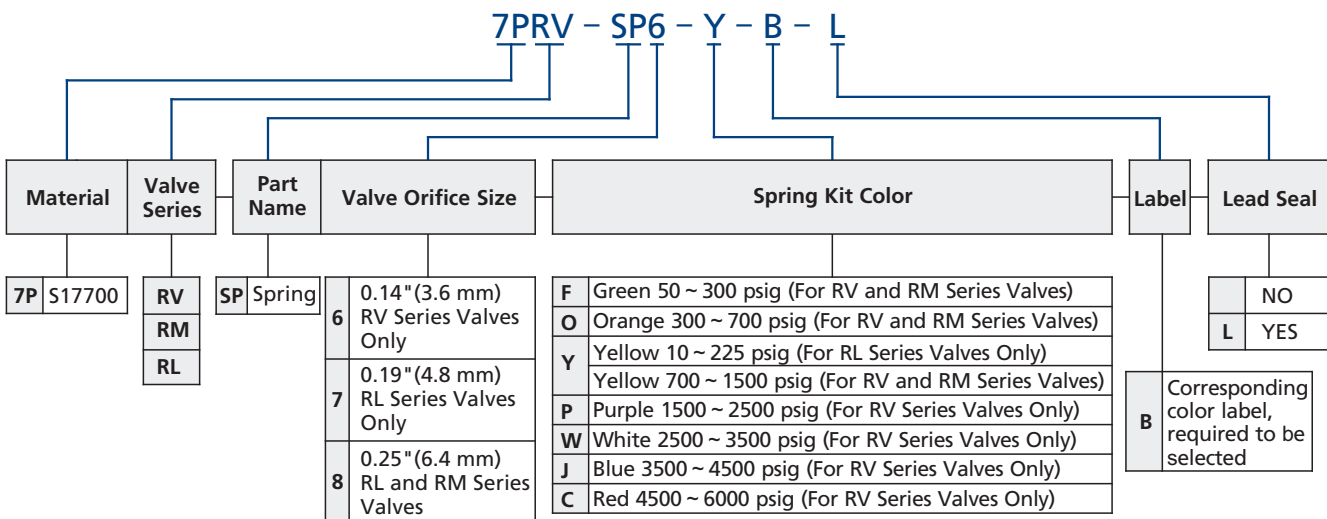 7PRV – SP6 – Y – B – L
Material
Valve
Series
Part
Name
Valve Orifice Size
Spring Kit Color
Label
Lead Seal
7P S17700
RV
RM
RL
SP Spring
6
0.14"(3.6 mm)
RV Series Valves
Only
7
0.19"(4.8 mm)
RL Series Valves
Only
8
0.25"(6.4 mm)
RL and RM Series
Valves
F Green 50 ~ 300 psig (For RV and RM Series Valves)
O Orange 300 ~ 700 psig (For RV and RM Series Valves)
Y
Yellow 10 ~ 225 psig (For RL Series Valves Only)
Yellow 700 ~ 1500 psig (For RV and RM Series Valves)
P Purple 1500 ~ 2500 psig (For RV Series Valves Only)
W White 2500 ~ 3500 psig (For RV Series Valves Only)
J Blue 3500 ~ 4500 psig (For RV Series Valves Only)
C Red 4500 ~ 6000 psig (For RV Series Valves Only)
B
Corresponding
color label,
required to be
selected
NO
L YES